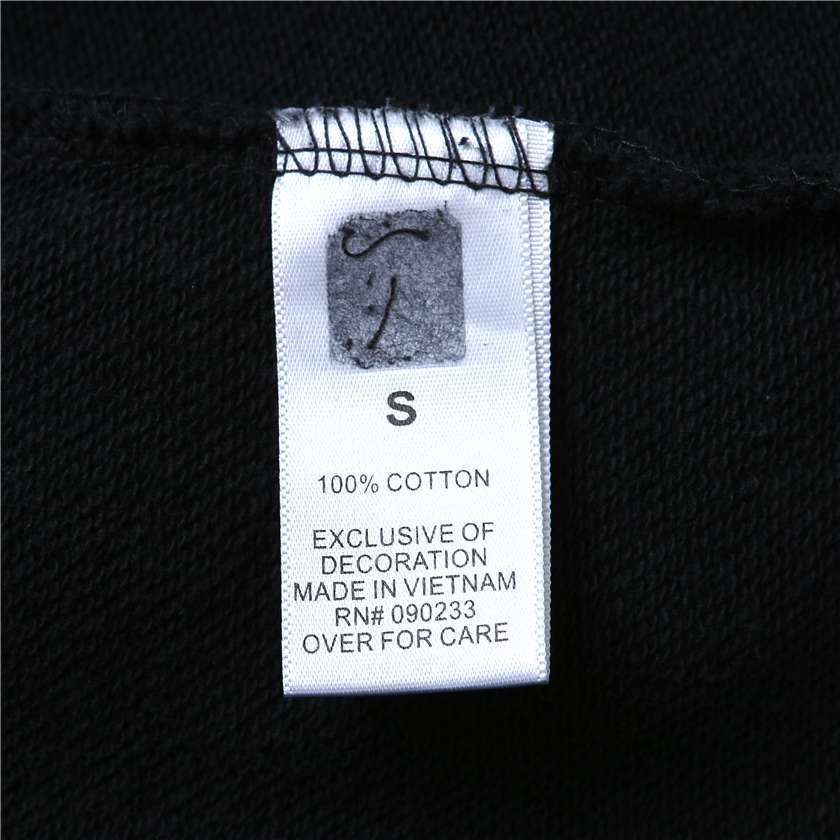 S
100% COTTON
EXCLUSIVE OF
DECORATION
MADE IN VIETNAM
RN# 090233
OVER FOR CARE